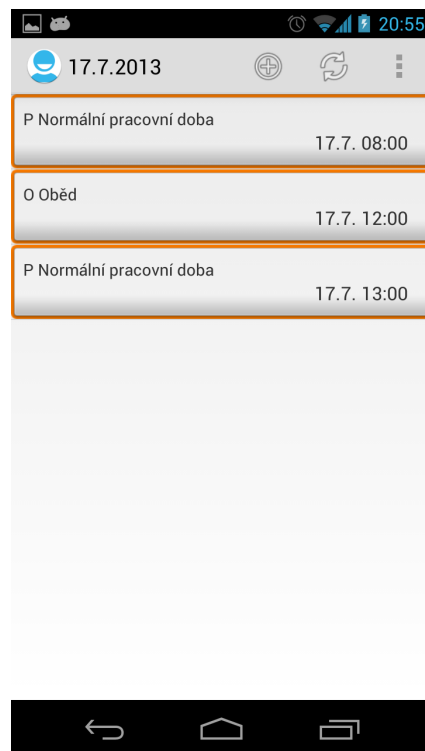 20:55
17.7.2013
P Normální pracovní doba
17.7. 08:00
O Oběd
17.7. 12:00
P Normální pracovní doba
17.7. 13:00